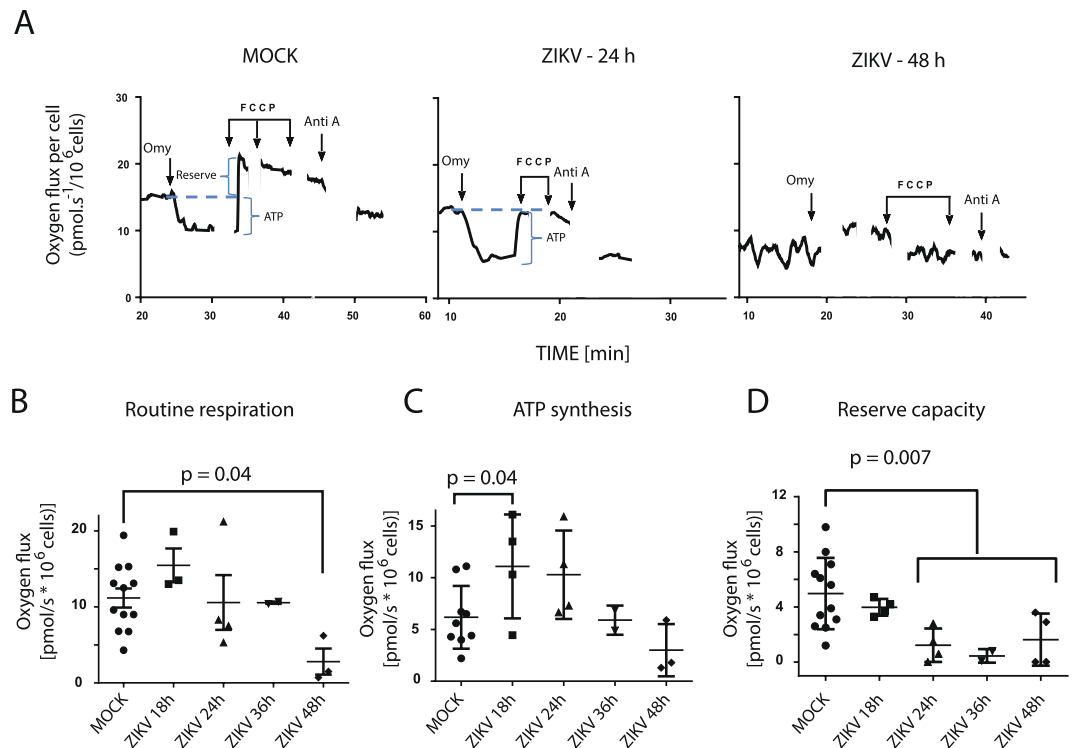 A
MOCK
ZIKV - 24 h
ZIKV - 48 h
Oxygen flux per cell
(pmol.s⁻¹/10⁶cells)
30
20
10
0
Omy
FCCP
Anti A
Reserve
ATP
20
30
40
50
60
Omy
FCCP
Anti A
ATP
10
20
30
Omy
FCCP
Anti A
10
20
30
40
TIME [min]
B
Routine respiration
p = 0.04
Oxygen flux
[pmol/s * 10⁶ cells)]
20
10
0
MOCK
ZIKV 18h
ZIKV 24h
ZIKV 36h
ZIKV 48h
C
ATP synthesis
p = 0.04
Oxygen flux
[pmol/s * 10⁶ cells)]
15
10
5
0
MOCK
ZIKV 18h
ZIKV 24h
ZIKV 36h
ZIKV 48h
D
Reserve capacity
p = 0.007
Oxygen flux
[pmol/s * 10⁶ cells)]
12
8
4
0
MOCK
ZIKV 18h
ZIKV 24h
ZIKV 36h
ZIKV 48h